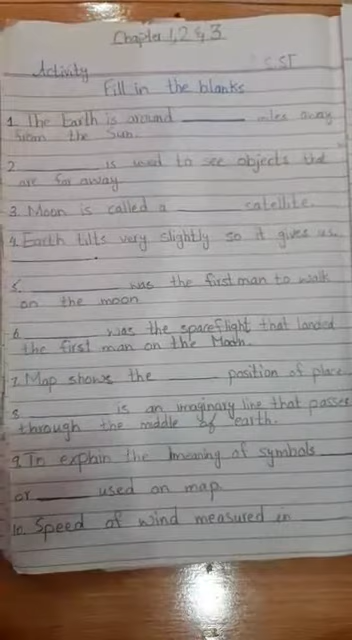 Chapter 1,2 & 3
Activity
SST
Fill in the blanks
1. The Earth is around ______ miles away
from the Sun.
2. ______ is used to see objects that
are far away
3. Moon is called a ______ satellite.
4. Earth tilts very slightly so it gives us
______.
5. ______ was the first man to walk
on the moon
6. ______ was the spaceflight that landed
the first man on the Moon.
7. Map shows the ______ position of place
8. ______ is an imaginary line that passes
through the middle of earth.
9. To explain the meaning of symbols ______
or ______ used on map
10. Speed of wind measured in